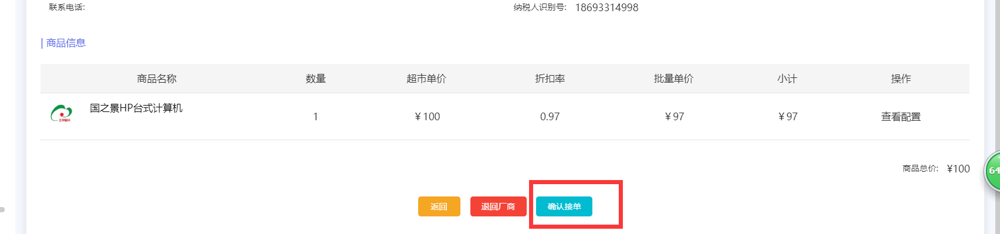 联系电话:
纳税人识别号: 18693314998
| 商品信息
商品名称 数量 超市单价 折扣率 批量单价 小计 操作
国之景HP台式计算机 1 ¥100 0.97 ¥97 ¥97 查看配置
商品总价: ¥100
64
返回 退回厂商 确认接单